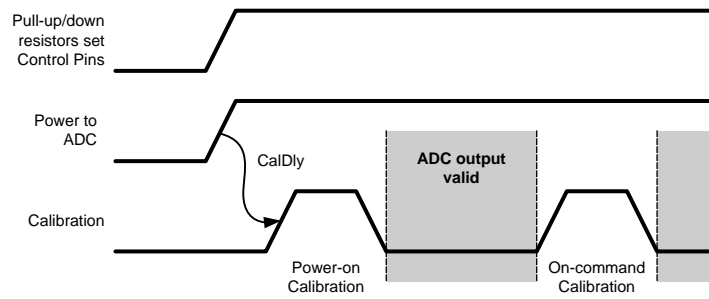 Pull-up/down
resistors set
Control Pins
Power to
ADC
CalDly
ADC output
valid
Calibration
Power-on
Calibration
On-command
Calibration